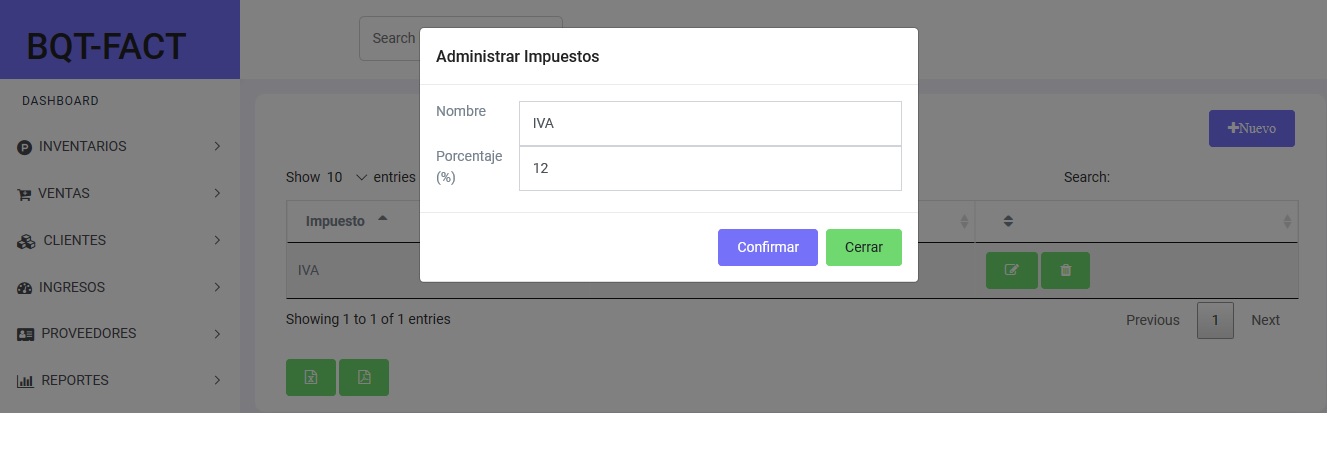 BQT-FACT
Search
DASHBOARD
INVENTARIOS
VENTAS
CLIENTES
INGRESOS
PROVEEDORES
REPORTES
Administrar Impuestos
Nombre
IVA
Porcentaje
(%)
12
Confirmar
Cerrar
Nuevo
Show 10 entries
Search:
Impuesto
IVA
Showing 1 to 1 of 1 entries
Previous 1 Next